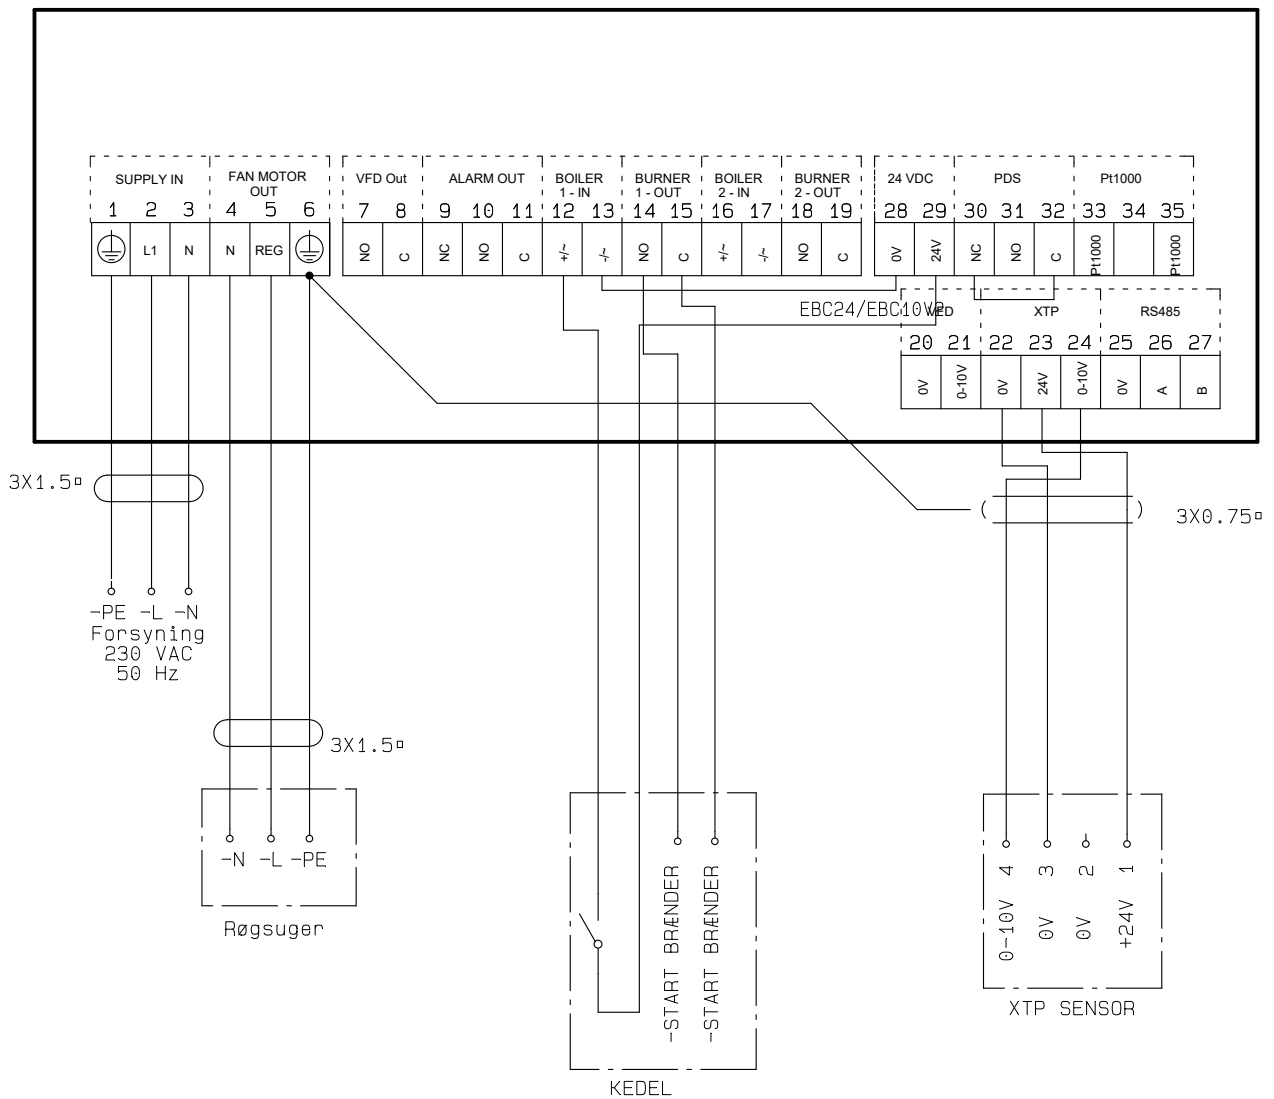 SUPPLY IN
FAN MOTOR
OUT
VFD Out
ALARM OUT
BOILER
1 - IN
BURNER
1 - OUT
BOILER
2 - IN
BURNER
2 - OUT
24 VDC
PDS
Pt1000
1 2 3 4 5 6 7 8 9 10 11 12 13 14 15 16 17 18 19 28 29 30 31 32 33 34 35
L1 N N REG NO C NC NO C +/~ -/~ NO C +/~ -/~ NO C 0V 24V NC NO C Pt1000 Pt1000
EBC24/EBC10V2
VFD
XTP
RS485
20 21 22 23 24 25 26 27
0V 0-10V 0V 24V 0-10V 0V A B
3X1.5¤
3X0.75¤
-PE -L -N
Forsyning
230 VAC
50 Hz
3X1.5¤
-N -L -PE
Røgsuger
-START BRÆNDER
-START BRÆNDER
KEDEL
4 3 2 1
0-10V 0V 0V +24V
XTP SENSOR